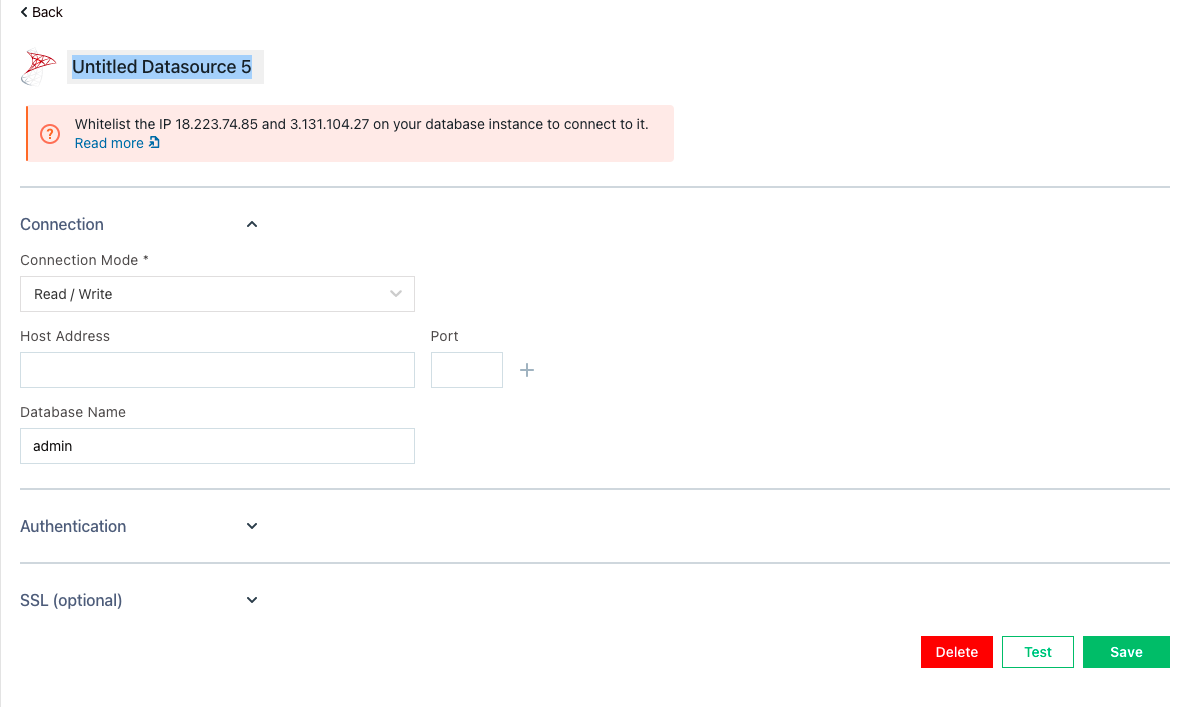 Back
Untitled Datasource 5
Whitelist the IP 18.223.74.85 and 3.131.104.27 on your database instance to connect to it.
Read more
Connection
Connection Mode *
Read / Write
Host Address Port
Database Name
admin
Authentication
SSL (optional)
Delete Test Save